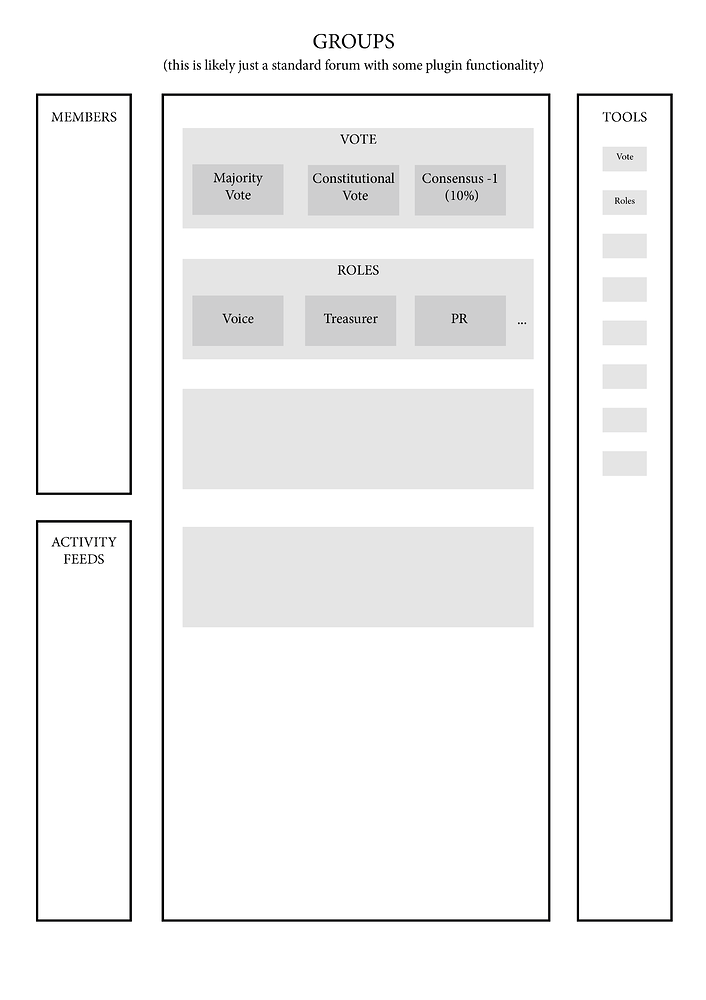 GROUPS
(this is likely just a standard forum with some plugin functionality)
MEMBERS
VOTE
Majority
Vote
Constitutional
Vote
Consensus -1
(10%)
ROLES
Voice
Treasurer
PR
...
TOOLS
Vote
Roles
ACTIVITY
FEEDS